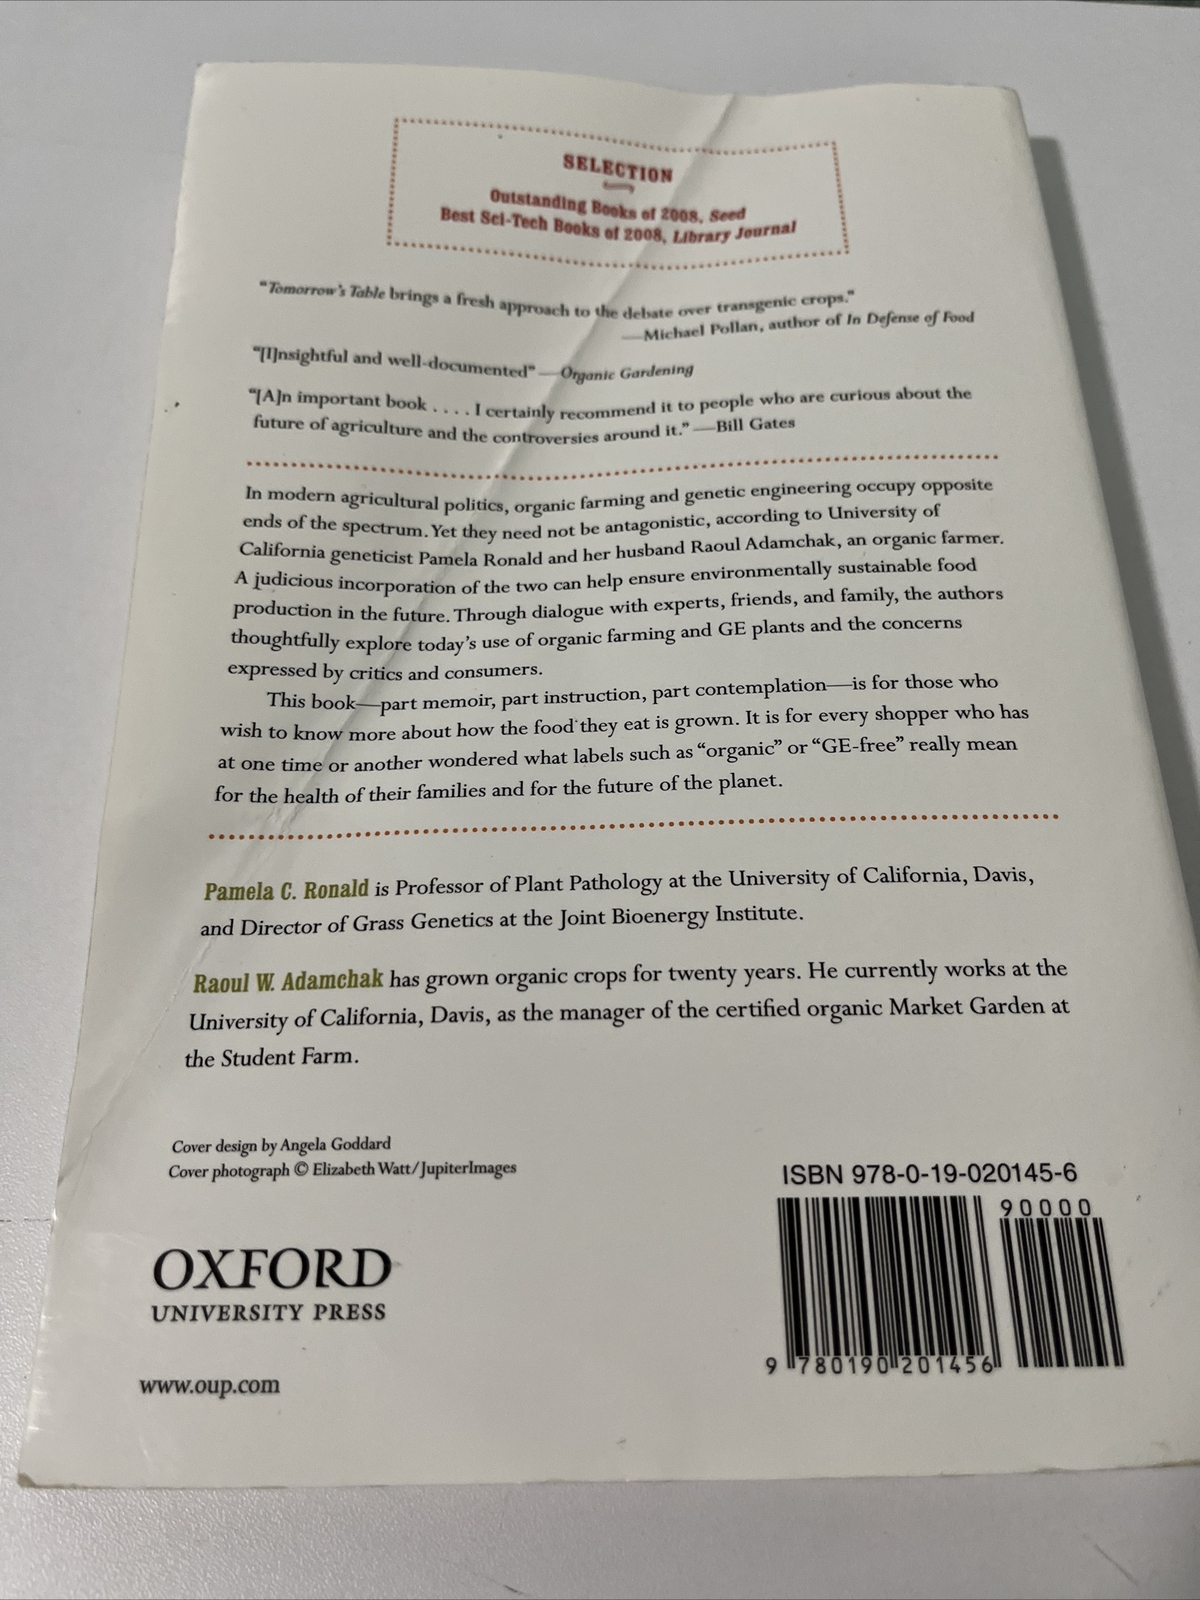 SELECTION
Outstanding Books of 2008, Seed
Best Sci-Tech Books of 2008, Library Journal
“Tomorrow’s Table brings a fresh approach to the debate over transgenic crops.”
—Michael Pollan, author of In Defense of Food
“[I]nsightful and well-documented” —Organic Gardening
“[A]n important book . . . . I certainly recommend it to people who are curious about the
future of agriculture and the controversies around it.” —Bill Gates
In modern agricultural politics, organic farming and genetic engineering occupy opposite
ends of the spectrum. Yet they need not be antagonistic, according to University of
California geneticist Pamela Ronald and her husband Raoul Adamchak, an organic farmer.
A judicious incorporation of the two can help ensure environmentally sustainable food
production in the future. Through dialogue with experts, friends, and family, the authors
thoughtfully explore today’s use of organic farming and GE plants and the concerns
expressed by critics and consumers.
This book—part memoir, part instruction, part contemplation—is for those who
wish to know more about how the food they eat is grown. It is for every shopper who has
at one time or another wondered what labels such as “organic” or “GE-free” really mean
for the health of their families and for the future of the planet.
Pamela C. Ronald is Professor of Plant Pathology at the University of California, Davis,
and Director of Grass Genetics at the Joint Bioenergy Institute.
Raoul W. Adamchak has grown organic crops for twenty years. He currently works at the
University of California, Davis, as the manager of the certified organic Market Garden at
the Student Farm.
Cover design by Angela Goddard
Cover photograph © Elizabeth Watt/JupiterImages
OXFORD
UNIVERSITY PRESS
www.oup.com
ISBN 978-0-19-020145-6
90000
9 780190 201456